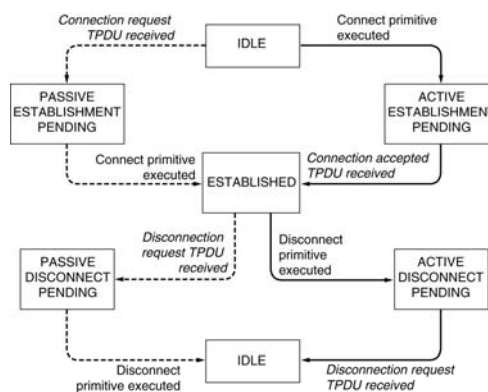 Connection request
TPDU received
IDLE
Connect primitive
executed
PASSIVE
ESTABLISHMENT
PENDING
ACTIVE
ESTABLISHMENT
PENDING
Connect primitive
executed
ESTABLISHED
Connection accepted
TPDU received
Disconnection
request TPDU
received
Disconnect
primitive
executed
PASSIVE
DISCONNECT
PENDING
ACTIVE
DISCONNECT
PENDING
IDLE
Disconnect
primitive executed
Disconnection request
TPDU received